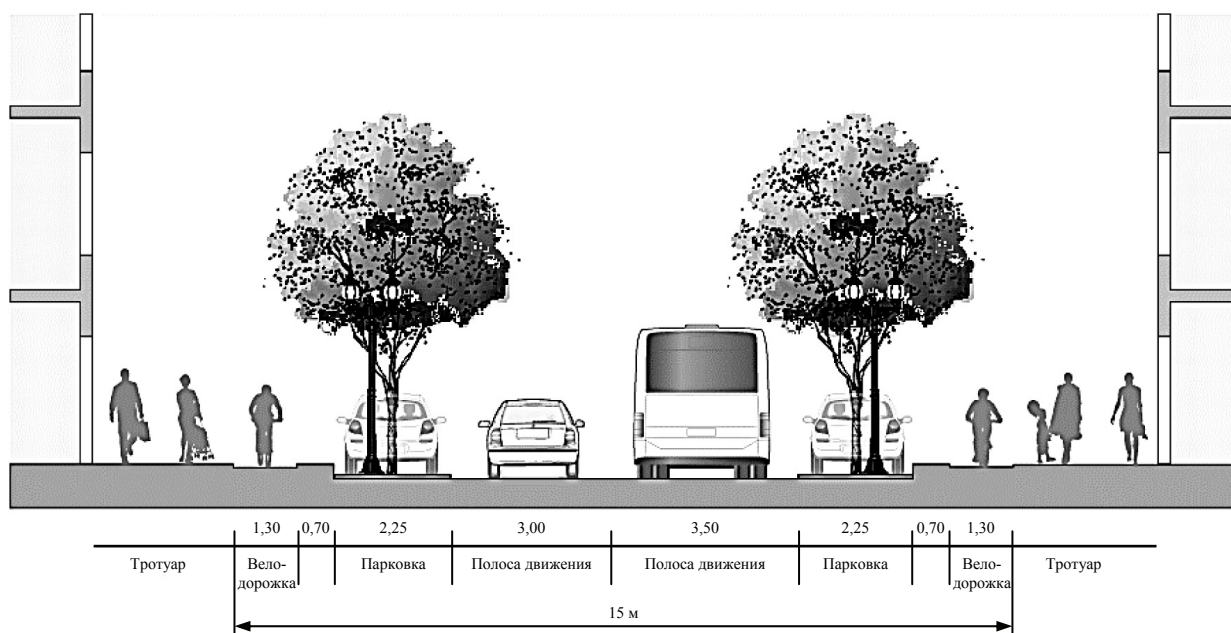 1,30 0,70 2,25 3,00 3,50 2,25 0,70 1,30
Тротуар Вело- Парковка Полоса движения Полоса движения Парковка Вело- Тротуар
дорожка дорожка
15 м